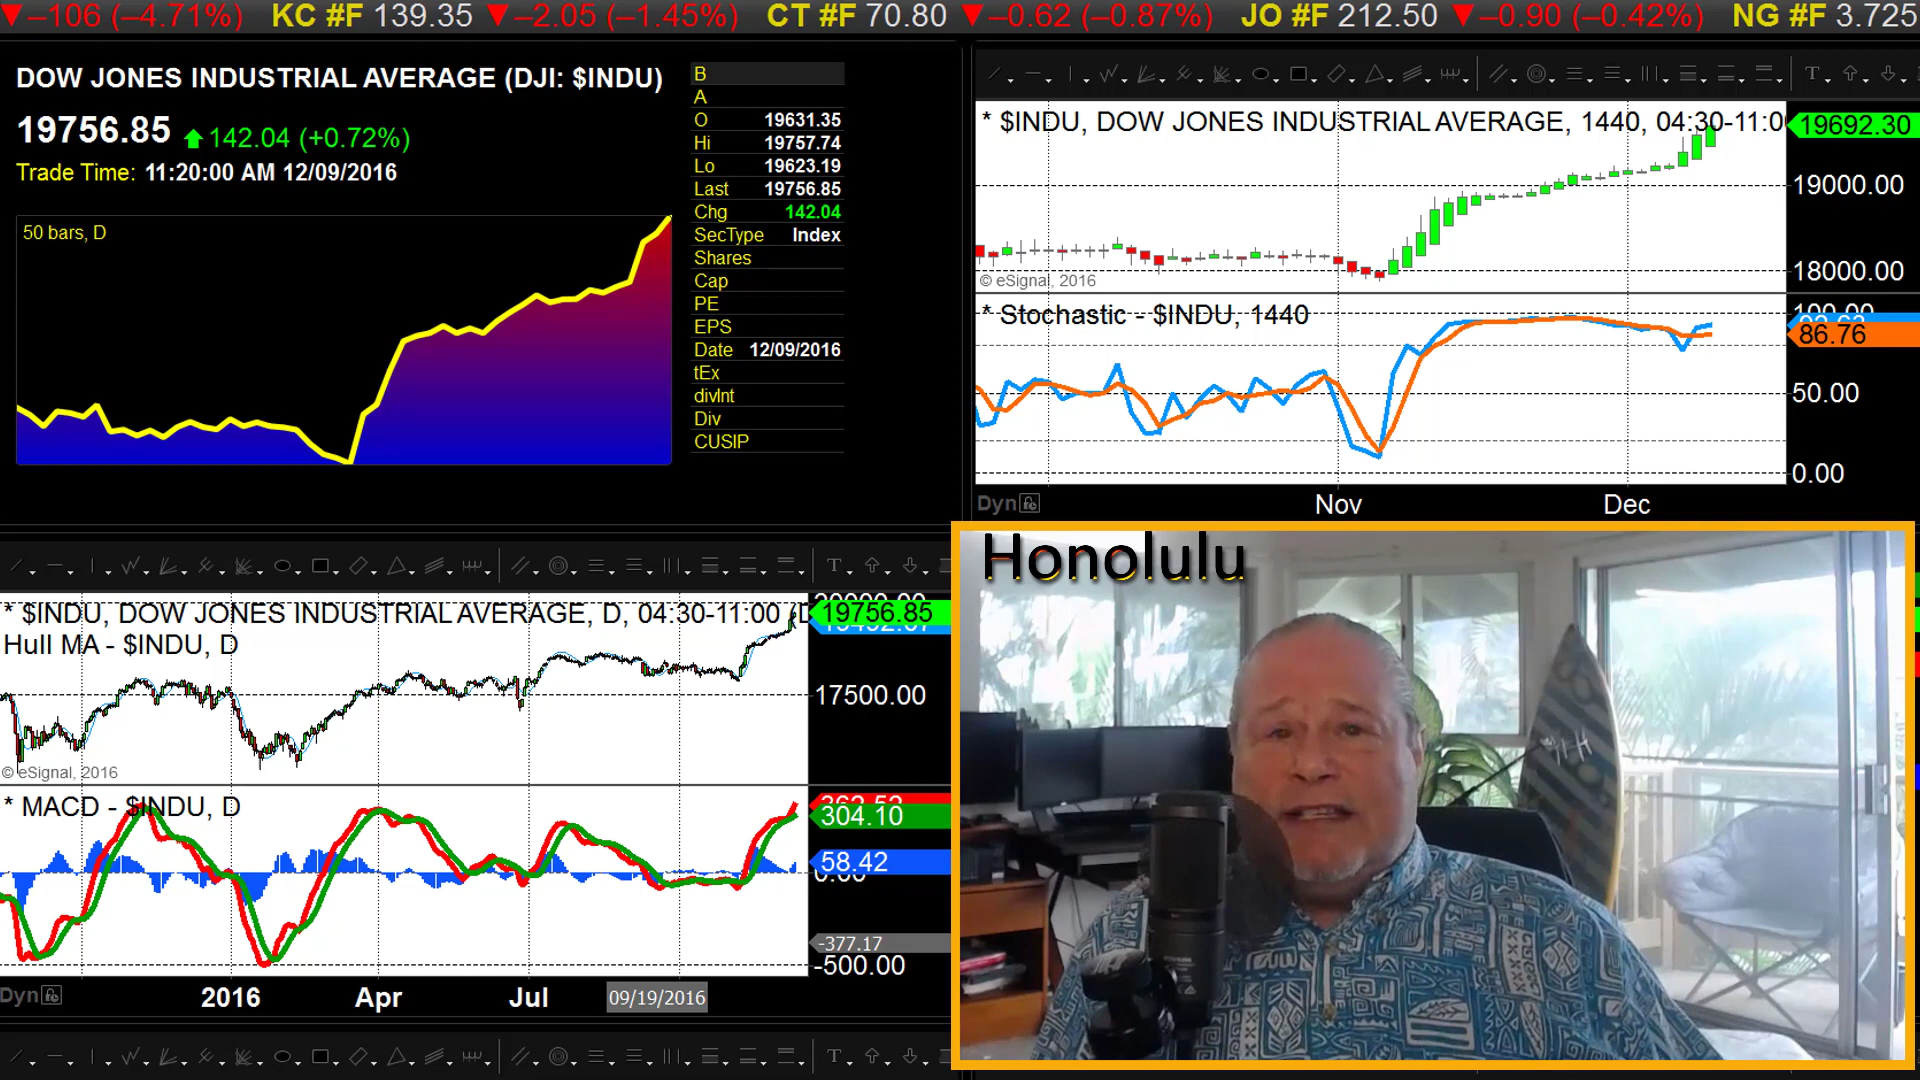 ▼–106 (–4.71%) KC #F 139.35 ▼–2.05 (–1.45%) CT #F 70.80 ▼–0.62 (–0.87%) JO #F 212.50 ▼–0.90 (–0.42%) NG #F 3.725
DOW JONES INDUSTRIAL AVERAGE (DJI: $INDU)
19756.85 142.04 (+0.72%)
Trade Time: 11:20:00 AM 12/09/2016
50 bars, D
B
A
O 19631.35
Hi 19757.74
Lo 19623.19
Last 19756.85
Chg 142.04
SecType Index
Shares
Cap
PE
EPS
Date 12/09/2016
tEx
divInt
Div
CUSIP
T
* $INDU, DOW JONES INDUSTRIAL AVERAGE, 1440, 04:30-11:0
19692.30
19000.00
18000.00
© eSignal, 2016
* Stochastic - $INDU, 1440
86.76
50.00
0.00
Dyn
Nov
Dec
T
* $INDU, DOW JONES INDUSTRIAL AVERAGE, D, 04:30-11:00 (D
19756.85
Hull MA - $INDU, D
17500.00
© eSignal, 2016
* MACD - $INDU, D
304.10
58.42
-377.17
-500.00
Dyn
2016
Apr
Jul
09/19/2016
T
Honolulu